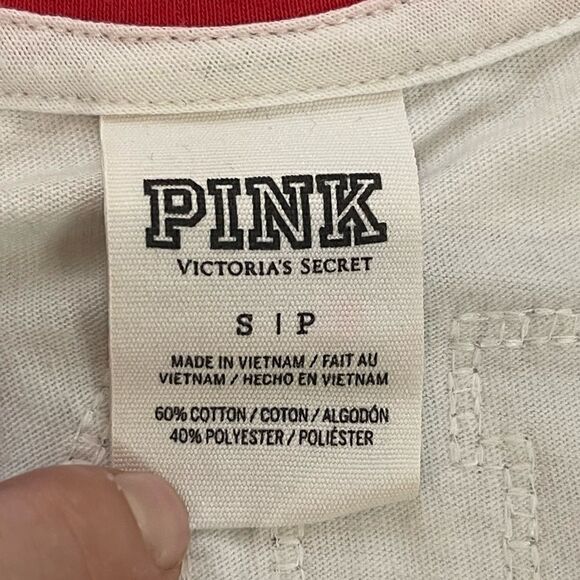 PINK
VICTORIA'S SECRET
S | P
MADE IN VIETNAM / FAIT AU
VIETNAM / HECHO EN VIETNAM
60% COTTON / COTON / ALGODÓN
40% POLYESTER / POLIÉSTER